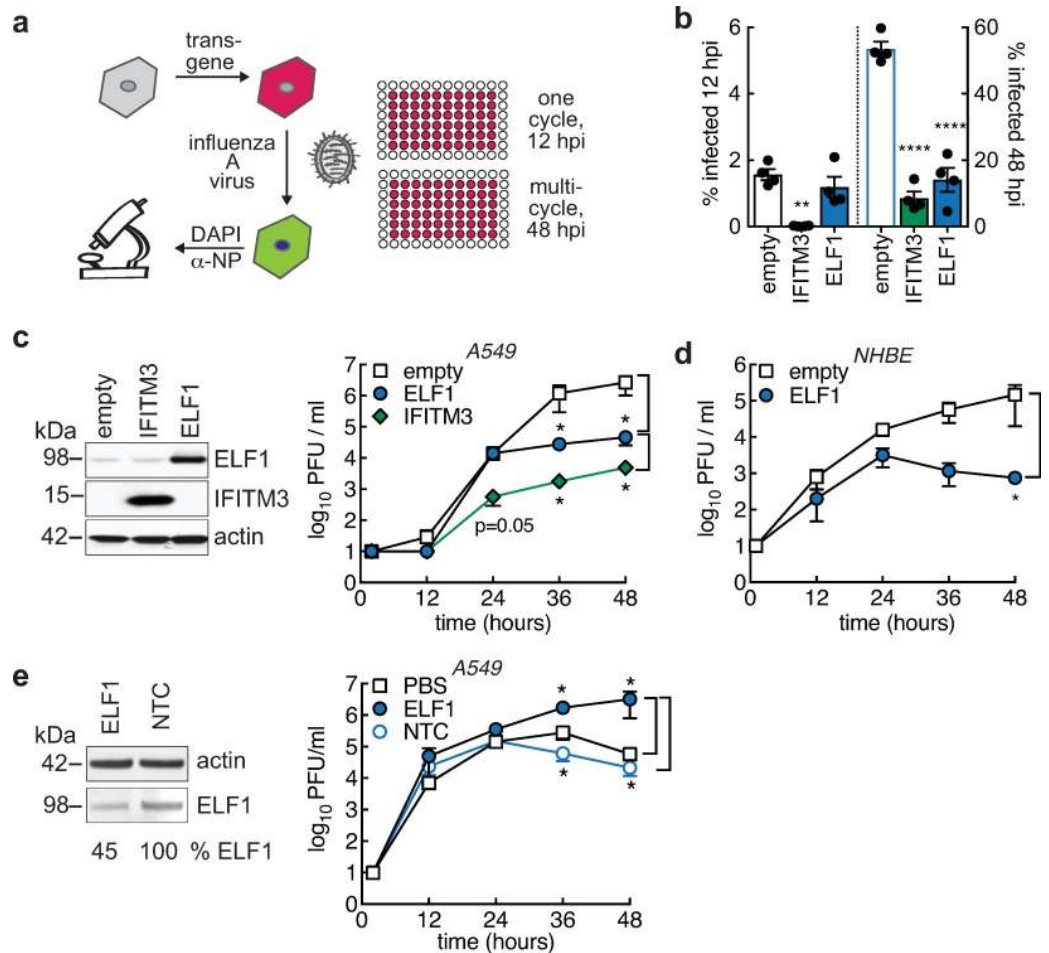 a
trans-
gene
influenza
A
virus
DAPI
α-NP
one
cycle,
12 hpi
multi-
cycle,
48 hpi
b
% infected 12 hpi
6
4
2
0
**
****
****
60
40
20
0
% infected 48 hpi
empty
IFITM3
ELF1
empty
IFITM3
ELF1
c
kDa
empty
IFITM3
ELF1
98– ELF1
15– IFITM3
42– actin
A549
log10 PFU / ml
7
6
5
4
3
2
1
0
empty
ELF1
IFITM3
* *
* *
p=0.05
0 12 24 36 48
time (hours)
d
NHBE
log10 PFU / ml
6
5
4
3
2
1
0
empty
ELF1
*
0 12 24 36 48
time (hours)
e
kDa
ELF1
NTC
42– actin
98– ELF1
45 100 % ELF1
A549
log10 PFU/ml
7
6
5
4
3
2
1
0
PBS
ELF1
NTC
* *
* *
0 12 24 36 48
time (hours)